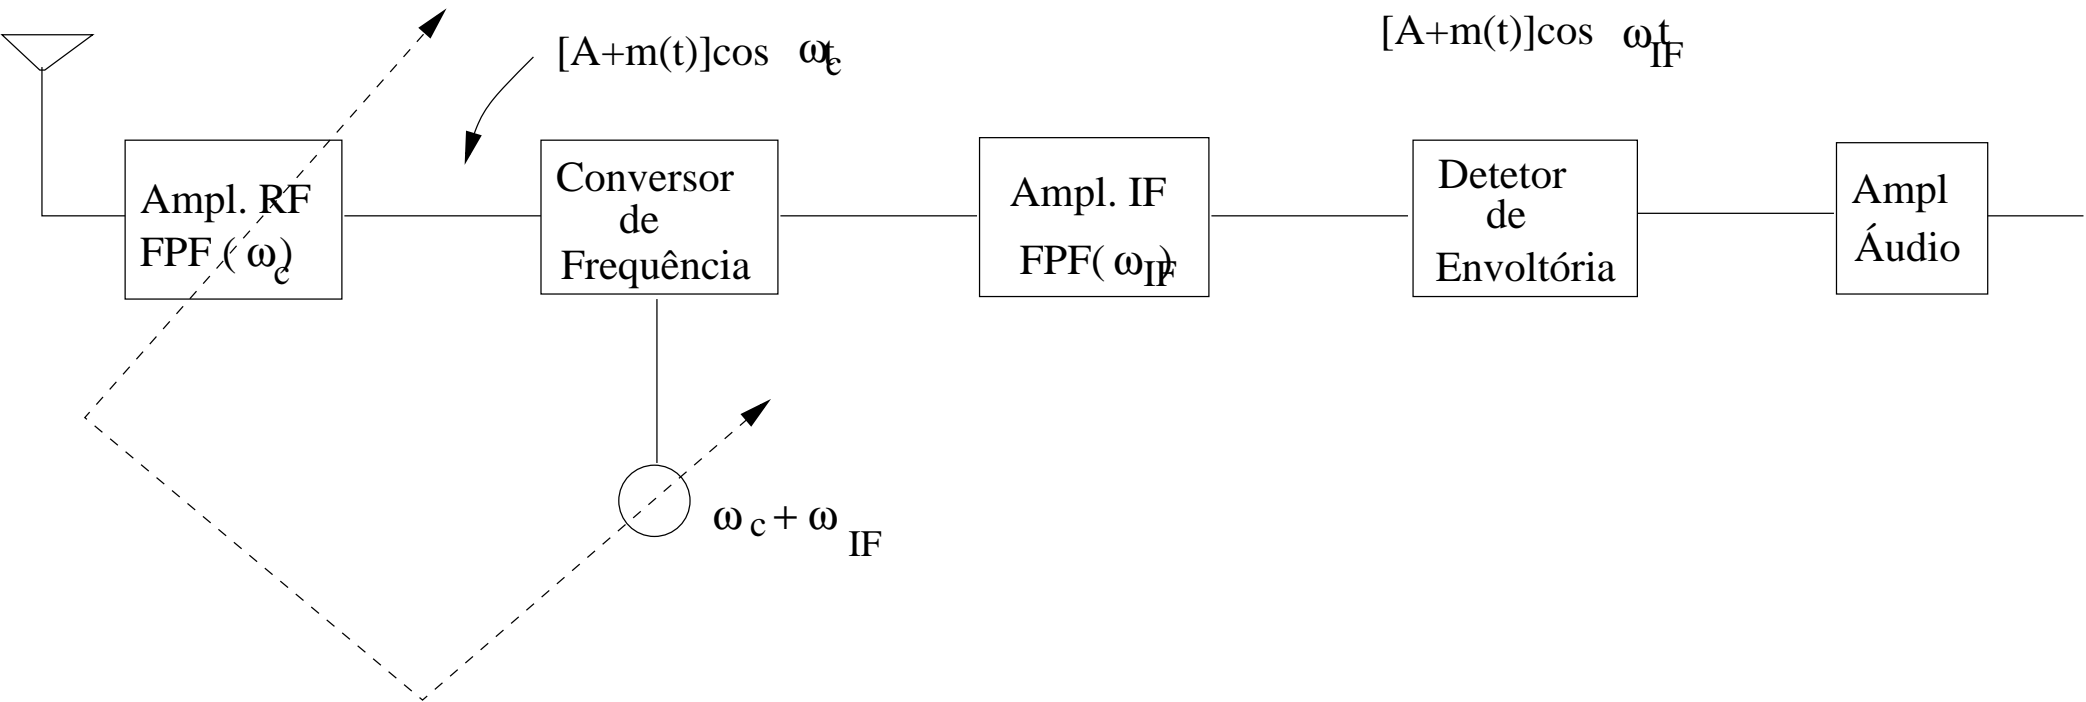 [A+m(t)]cos ωct
[A+m(t)]cos ωIFt
Ampl. RF
FPF (ωc)
Conversor
de
Frequência
Ampl. IF
FPF(ωIF)
Detetor
de
Envoltória
Ampl
Áudio
ωc + ωIF